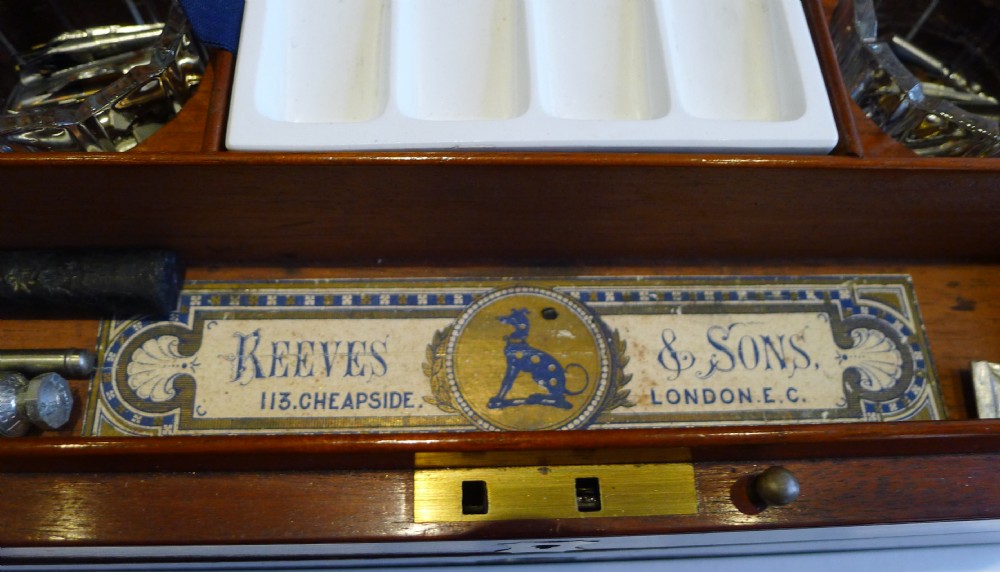 REEVES & SONS,
113. CHEAPSIDE. LONDON. E. C.